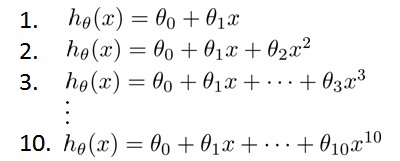 1. hθ(x) = θ0 + θ1x
2. hθ(x) = θ0 + θ1x + θ2x²
3. hθ(x) = θ0 + θ1x + ⋯ + θ3x³
⋮
10. hθ(x) = θ0 + θ1x + ⋯ + θ10x¹⁰